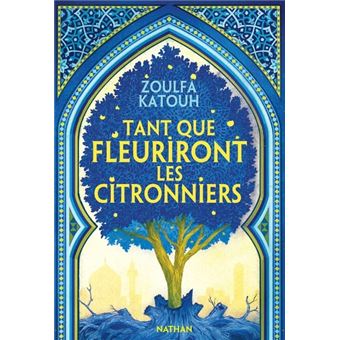 ZOULFA
KATOUH
TANT QUE
FLEURIRONT
LES
CITRONNIERS
NATHAN